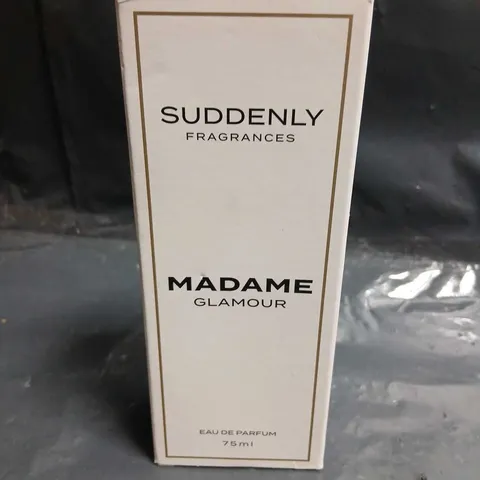 SUDDENLY
FRAGRANCES
MADAME
GLAMOUR
EAU DE PARFUM
75ml